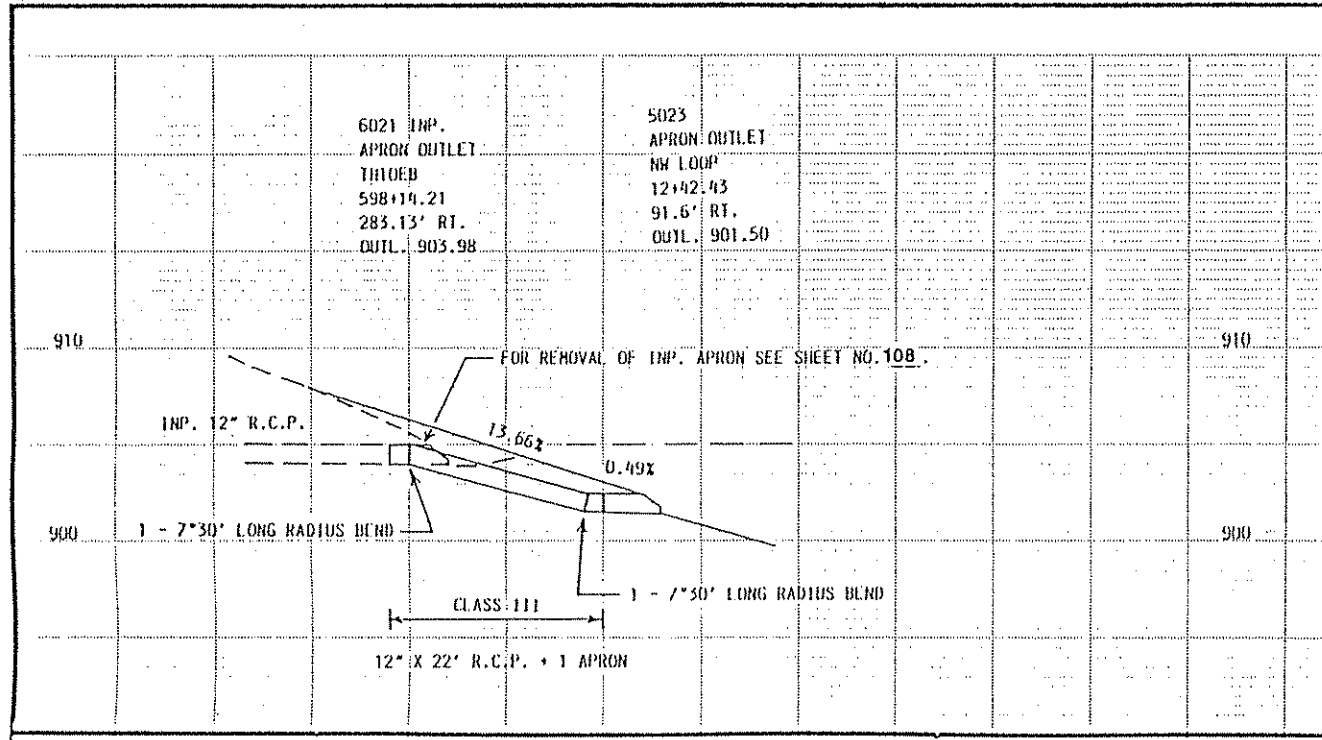 6021 INP.
APRON OUTLET
TH10EB
598+14.21
283.13' RT.
OUTL. 903.98
5023
APRON OUTLET
NW LOOP
12+42.43
91.6' RT.
OUTL. 901.50
910
910
FOR REMOVAL OF INP. APRON SEE SHEET NO. 108.
INP. 12" R.C.P.
13.66%
0.49%
900
1 - 7°30' LONG RADIUS BEND
900
1 - 7°30' LONG RADIUS BEND
CLASS III
12" X 22' R.C.P. + 1 APRON